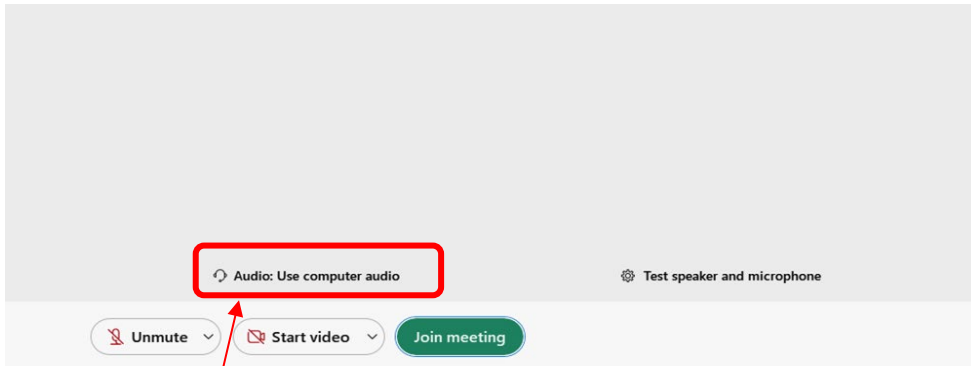 Audio: Use computer audio
Test speaker and microphone
Unmute
Start video
Join meeting